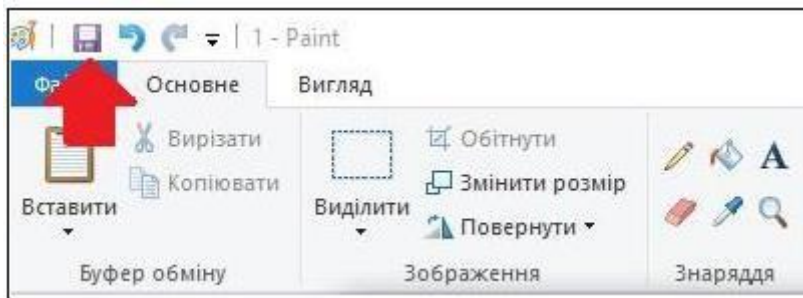 1 - Paint
Основне Вигляд
Вирізати
Копіювати
Вставити
Буфер обміну
Виділити
Обітнути
Змінити розмір
Повернути
Зображення
A
Знаряддя